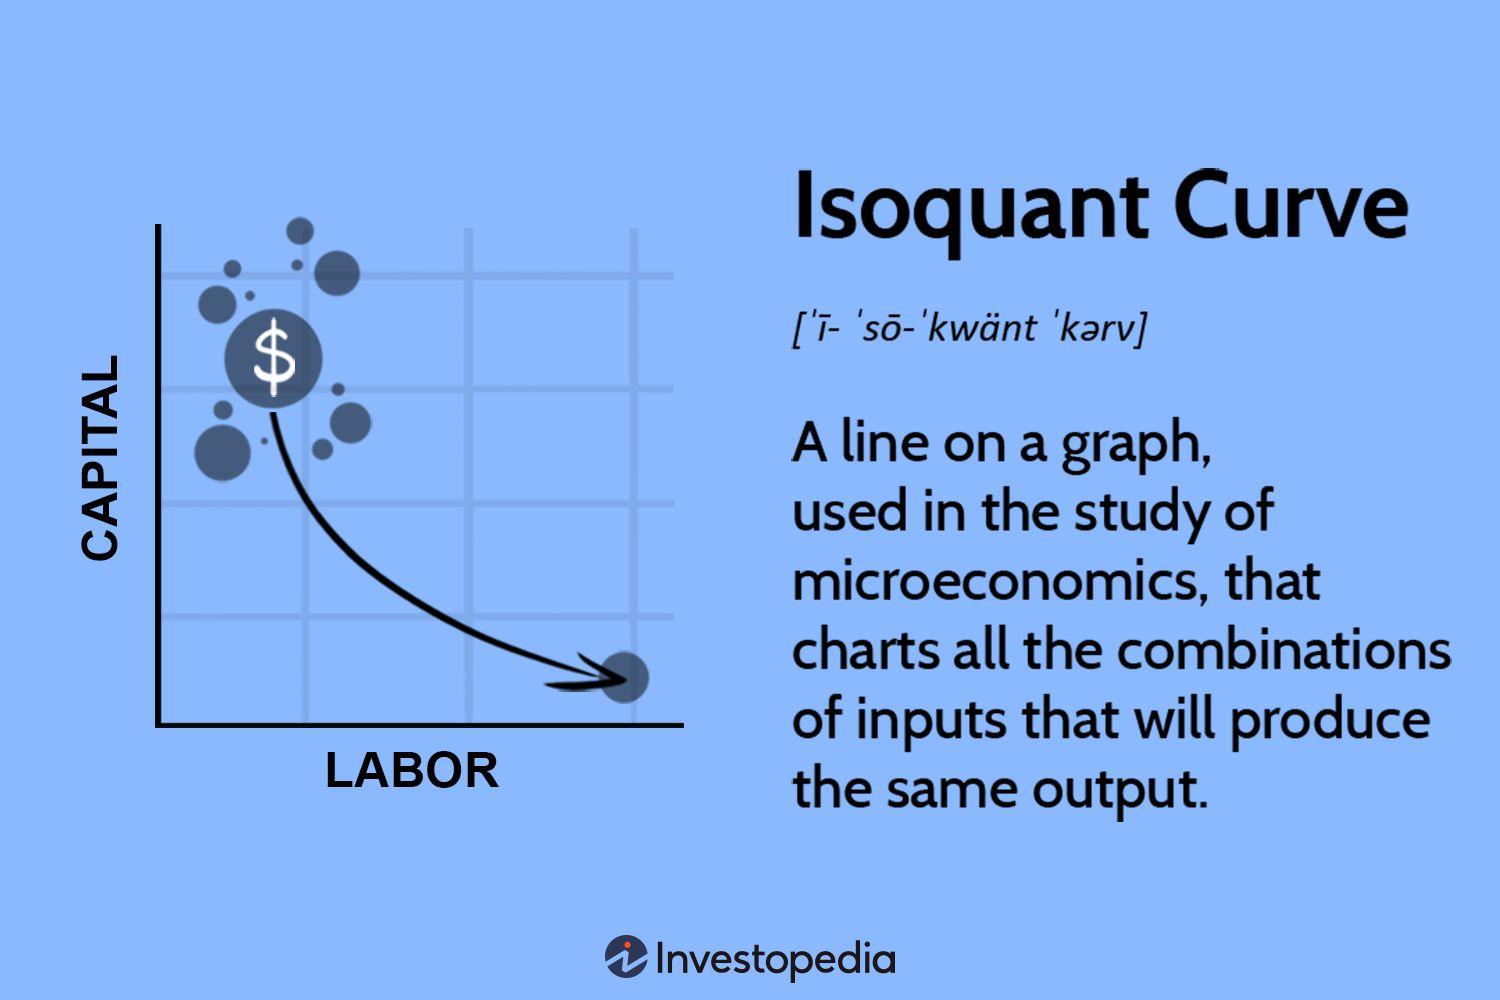 Isoquant Curve
[ˈī- ˈsō-ˈkwänt ˈkərv]
$
CAPITAL
LABOR
A line on a graph,
used in the study of
microeconomics, that
charts all the combinations
of inputs that will produce
the same output.
Investopedia